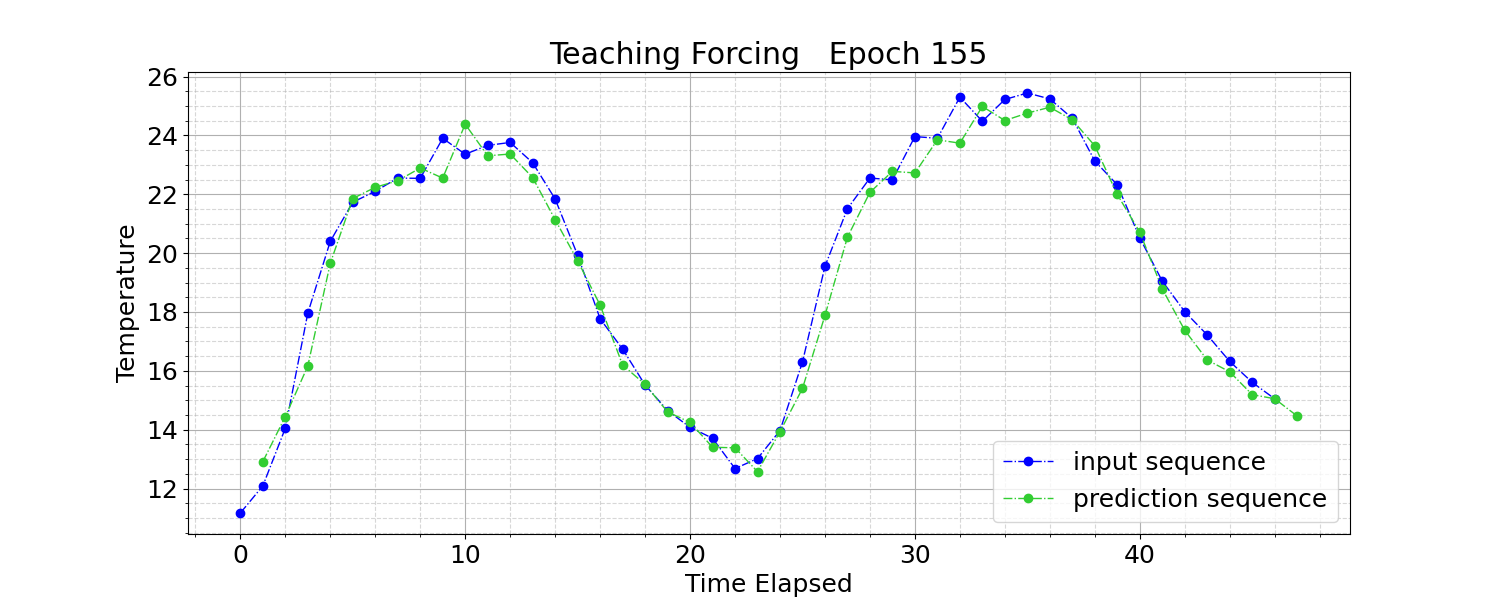 Teaching Forcing Epoch 155
26
24
22
20
18
16
14
12
Temperature
input sequence
prediction sequence
0 10 20 30 40
Time Elapsed